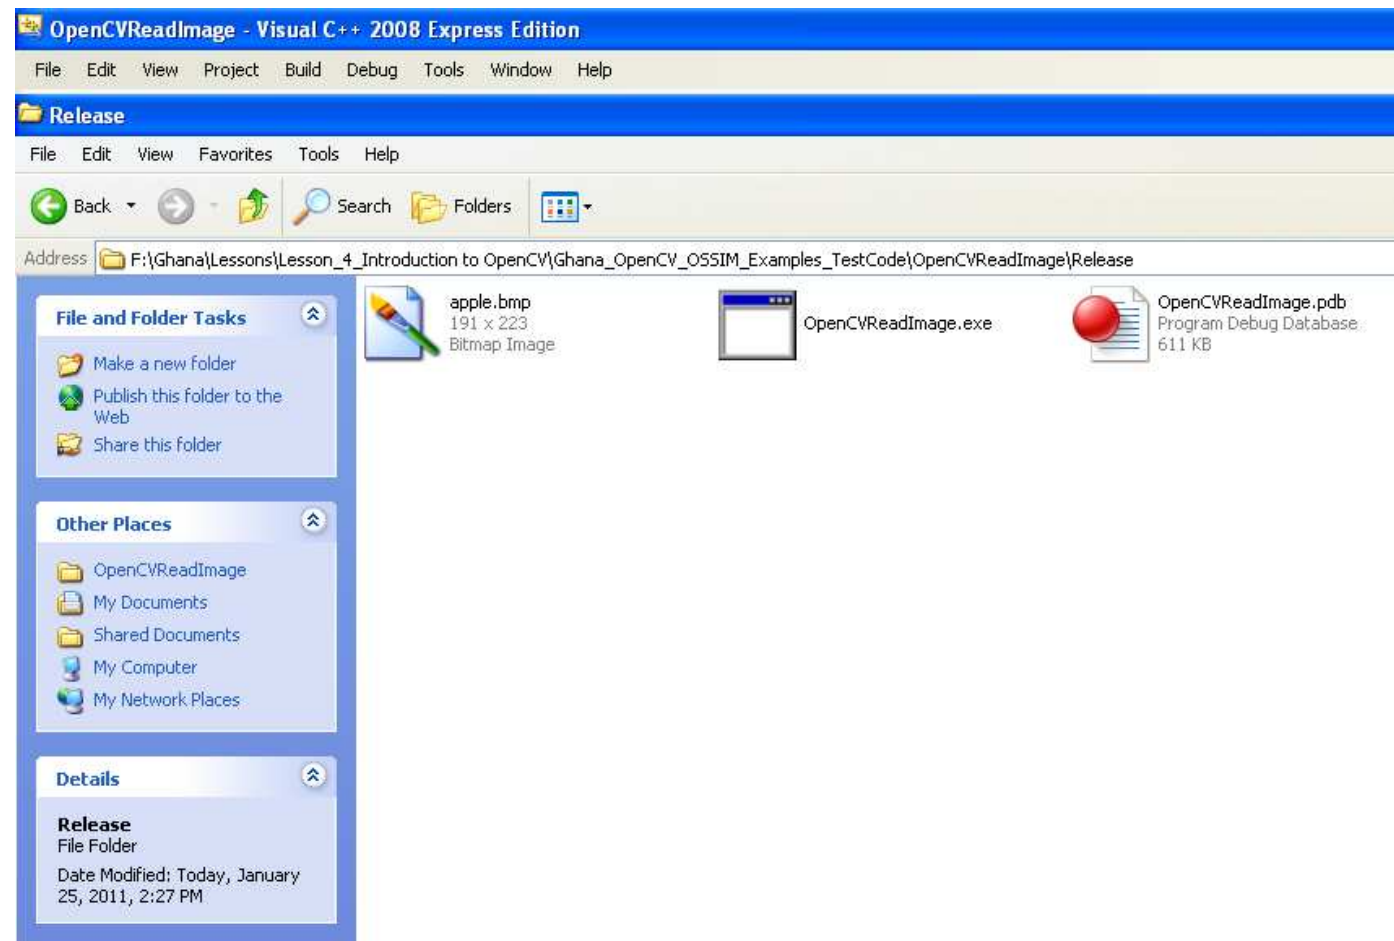 OpenCVReadImage - Visual C++ 2008 Express Edition
File Edit View Project Build Debug Tools Window Help
Release
File Edit View Favorites Tools Help
Back Search Folders
Address F:\Ghana\Lessons\Lesson_4_Introduction to OpenCV\Ghana_OpenCV_OSSIM_Examples_TestCode\OpenCVReadImage\Release
File and Folder Tasks
Make a new folder
Publish this folder to the
Web
Share this folder
Other Places
OpenCVReadImage
My Documents
Shared Documents
My Computer
My Network Places
Details
Release
File Folder
Date Modified: Today, January
25, 2011, 2:27 PM
apple.bmp
191 x 223
Bitmap Image
OpenCVReadImage.exe
OpenCVReadImage.pdb
Program Debug Database
611 KB